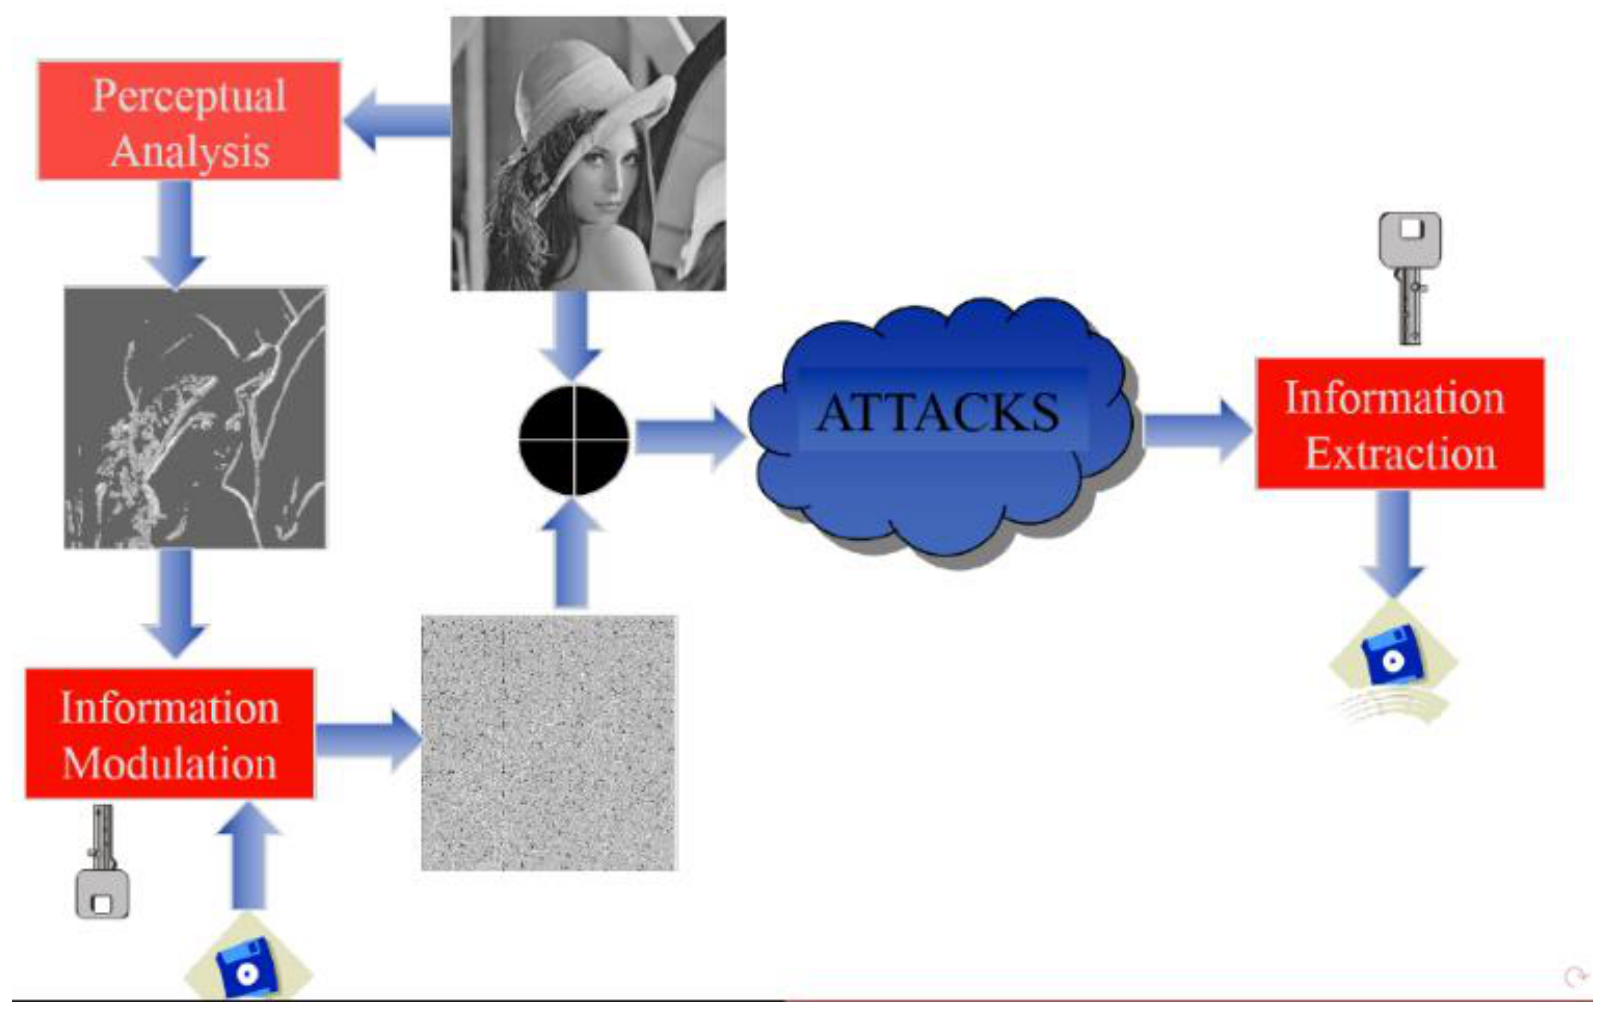 Perceptual
Analysis
ATTACKS
Information
Extraction
Information
Modulation